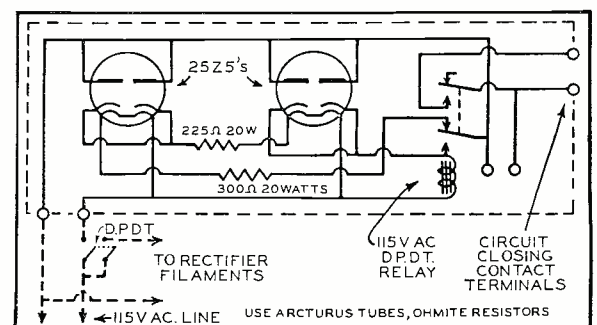 25Z5's
225Ω 20W
300Ω 20WATTS
D.P.D.T.
TO RECTIFIER
FILAMENTS
115V AC. LINE
115V AC
D.P.D.T.
RELAY
CIRCUIT
CLOSING
CONTACT
TERMINALS
USE ARCTURUS TUBES, OHMITE RESISTORS